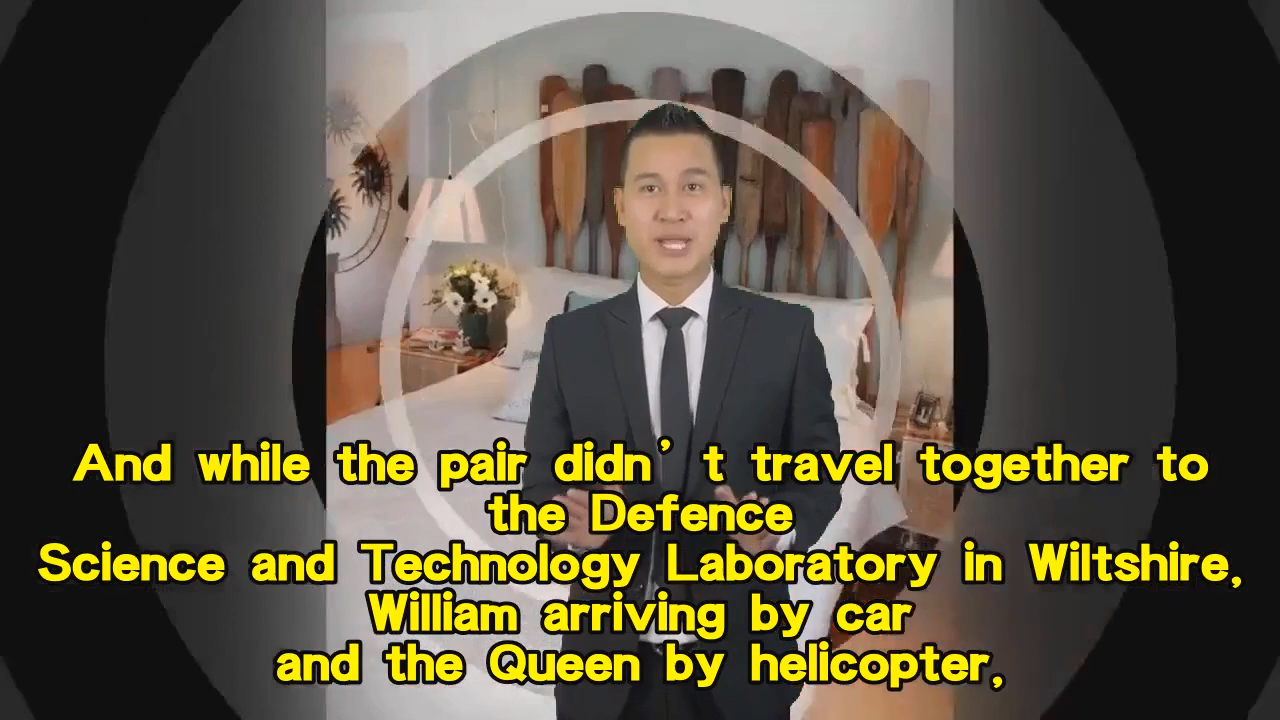 And while the pair didn’t travel together to
the Defence
Science and Technology Laboratory in Wiltshire,
William arriving by car
and the Queen by helicopter,